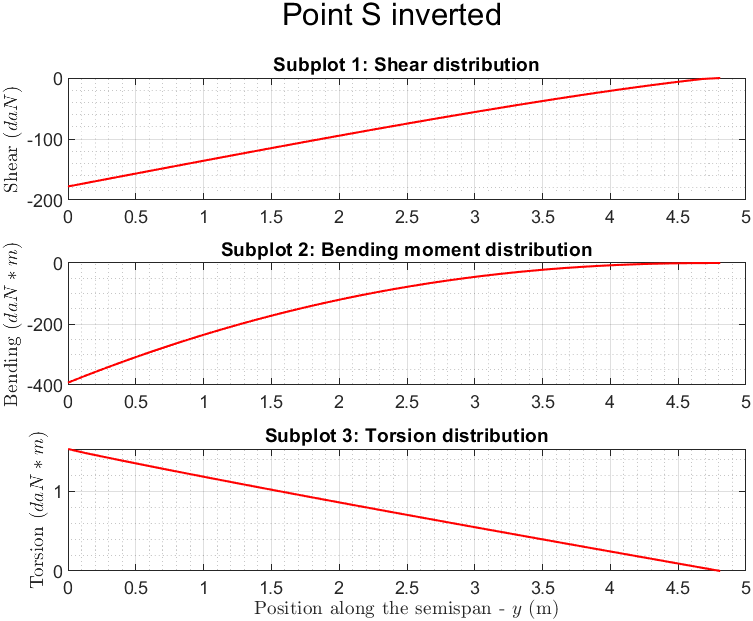 Point S inverted
Subplot 1: Shear distribution
Shear (daN)
0
-100
-200
0 0.5 1 1.5 2 2.5 3 3.5 4 4.5 5
Subplot 2: Bending moment distribution
Bending (daN * m)
0
-200
-400
0 0.5 1 1.5 2 2.5 3 3.5 4 4.5 5
Subplot 3: Torsion distribution
Torsion (daN * m)
1
0
0 0.5 1 1.5 2 2.5 3 3.5 4 4.5 5
Position along the semispan - y (m)